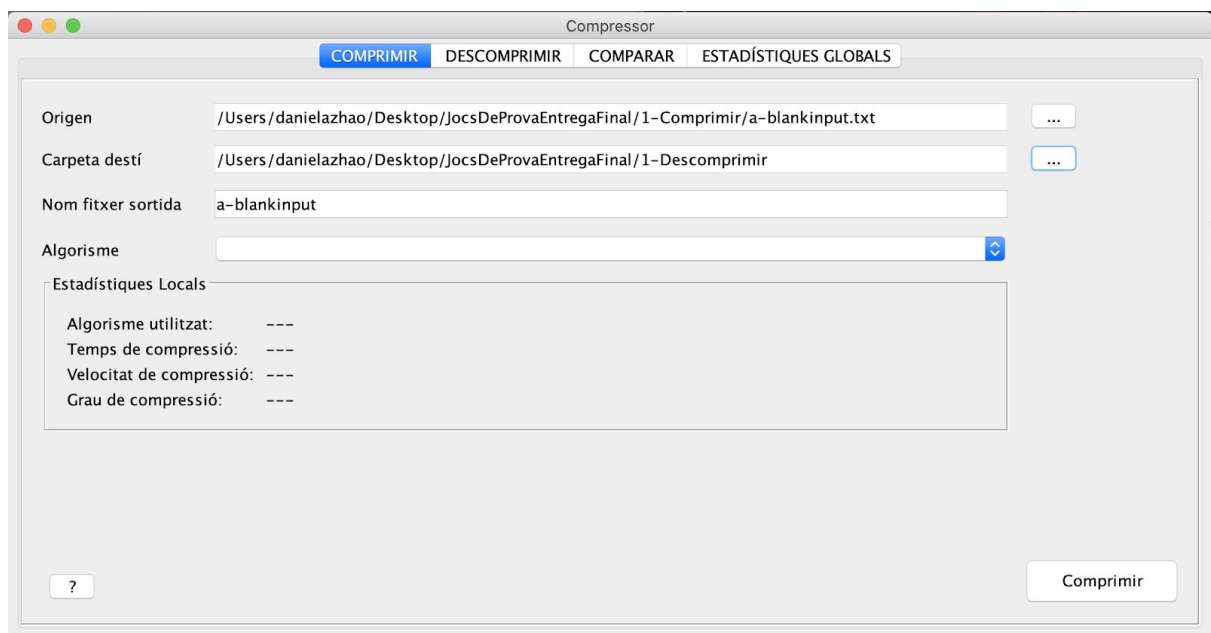 Compressor
COMPRIMIR DESCOMPRIMIR COMPARAR ESTADÍSTIQUES GLOBALS
Origen /Users/danielazhao/Desktop/JocsDeProvaEntregaFinal/1-Comprimir/a-blankinput.txt ...
Carpeta destí /Users/danielazhao/Desktop/JocsDeProvaEntregaFinal/1-Descomprimir ...
Nom fitxer sortida a-blankinput
Algorisme
Estadístiques Locals
Algorisme utilitzat: ---
Temps de compressió: ---
Velocitat de compressió: ---
Grau de compressió: ---
? Comprimir